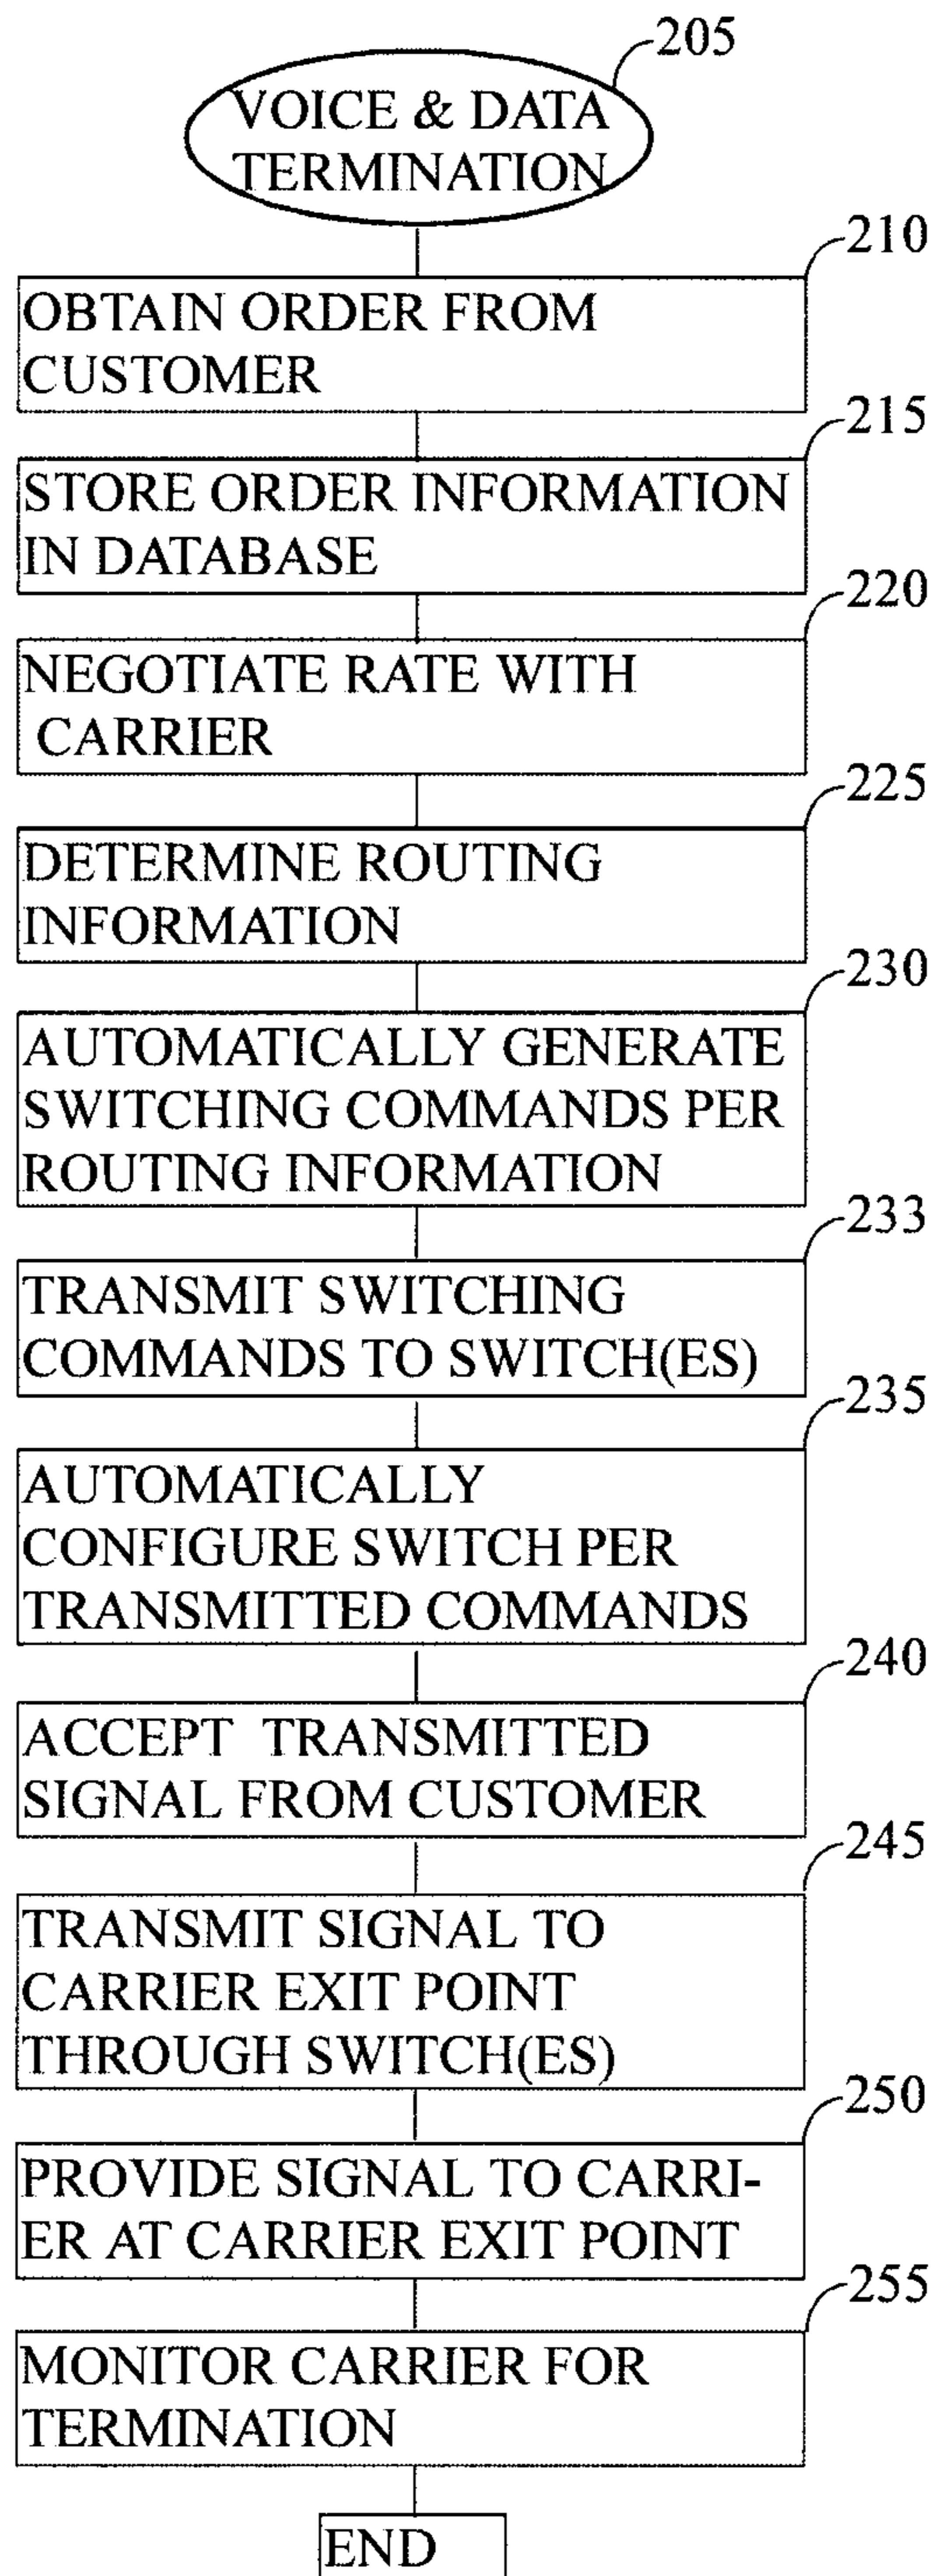 205
VOICE & DATA
TERMINATION
210
OBTAIN ORDER FROM
CUSTOMER
215
STORE ORDER INFORMATION
IN DATABASE
220
NEGOTIATE RATE WITH
CARRIER
225
DETERMINE ROUTING
INFORMATION
230
AUTOMATICALLY GENERATE
SWITCHING COMMANDS PER
ROUTING INFORMATION
233
TRANSMIT SWITCHING
COMMANDS TO SWITCH(ES)
235
AUTOMATICALLY
CONFIGURE SWITCH PER
TRANSMITTED COMMANDS
240
ACCEPT TRANSMITTED
SIGNAL FROM CUSTOMER
245
TRANSMIT SIGNAL TO
CARRIER EXIT POINT
THROUGH SWITCH(ES)
250
PROVIDE SIGNAL TO CARRI-
ER AT CARRIER EXIT POINT
255
MONITOR CARRIER FOR
TERMINATION
END